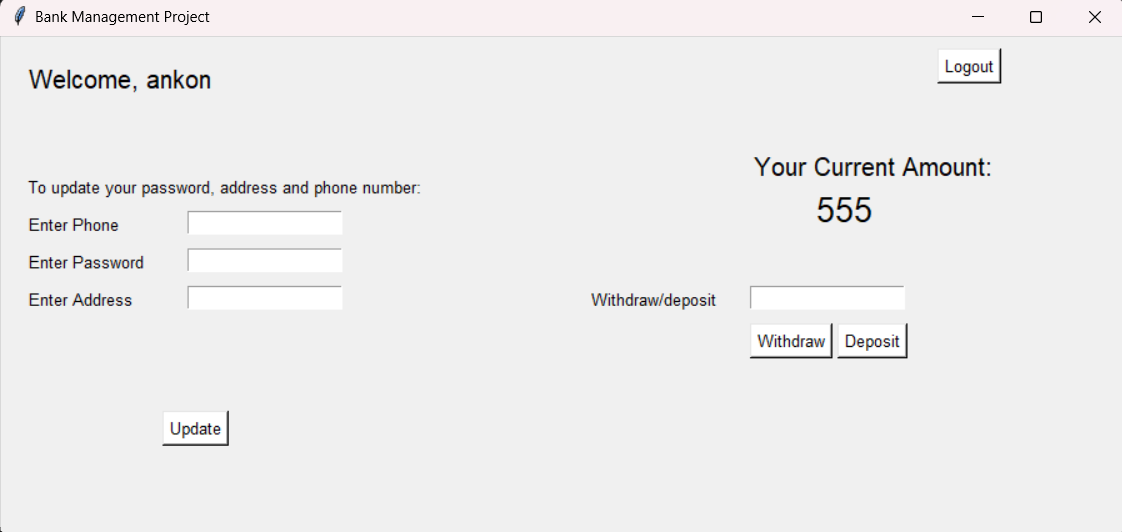 Bank Management Project
Logout
Welcome, ankon
Your Current Amount:
555
To update your password, address and phone number:
Enter Phone
Enter Password
Enter Address
Withdraw/deposit
Withdraw Deposit
Update